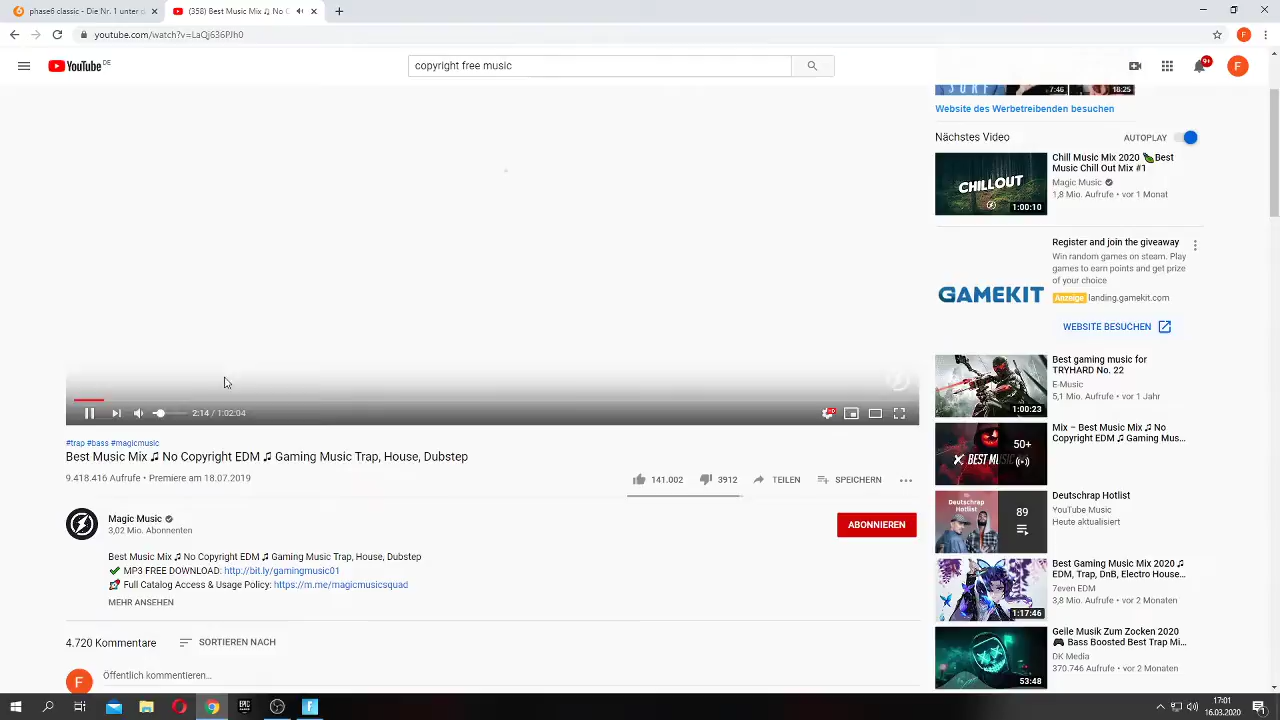 phase6 classic - Die Nr. 1 unter d
(358) Best Music Mix ♫ No C
youtube.com/watch?v=LaQj636PJh0
YouTube DE
copyright free music
9+
F
SURF
7:46
18:25
Website des Werbetreibenden besuchen
Nächstes Video
AUTOPLAY
CHILLOUT
1:00:10
Chill Music Mix 2020 🍃Best
Music Chill Out Mix #1
Magic Music
1,8 Mio. Aufrufe • vor 1 Monat
GAMEKIT
Register and join the giveaway
Win random games on steam. Play
games to earn points and get prize
of your choice
Anzeige landing.gamekit.com
WEBSITE BESUCHEN
1:00:23
Best gaming music for
TRYHARD No. 22
E-Music
5,1 Mio. Aufrufe • vor 1 Jahr
50+
BEST
Mix – Best Music Mix ♫ No
Copyright EDM ♫ Gaming Mus...
Deutschrap
Hotlist
89
Deutschrap Hotlist
YouTube Music
Heute aktualisiert
1:17:46
Best Gaming Music Mix 2020 ♫
EDM, Trap, DnB, Electro House...
7even EDM
3,8 Mio. Aufrufe • vor 2 Monaten
53:48
Geile Musik Zum Zocken 2020
🎮 Bass Boosted Best Trap Mi...
DK Media
370.746 Aufrufe • vor 2 Monaten
2:14 / 1:02:04
HD
#trap #bass #magicmusic
Best Music Mix ♫ No Copyright EDM ♫ Gaming Music Trap, House, Dubstep
9.418.416 Aufrufe • Premiere am 18.07.2019
141.002
3912
TEILEN
SPEICHERN
Magic Music
3,02 Mio. Abonnenten
ABONNIEREN
Best Music Mix ♫ No Copyright EDM ♫ Gaming Music Trap, House, Dubstep
✔ MP3 FREE DOWNLOAD: http://bit.ly/gamingmusic01
🚀 Full Catalog Access & Usage Policy: https://m.me/magicmusicsquad
MEHR ANSEHEN
4.720 Kommentare
SORTIEREN NACH
F
Öffentlich kommentieren...
EPIC
17:01
16.03.2020